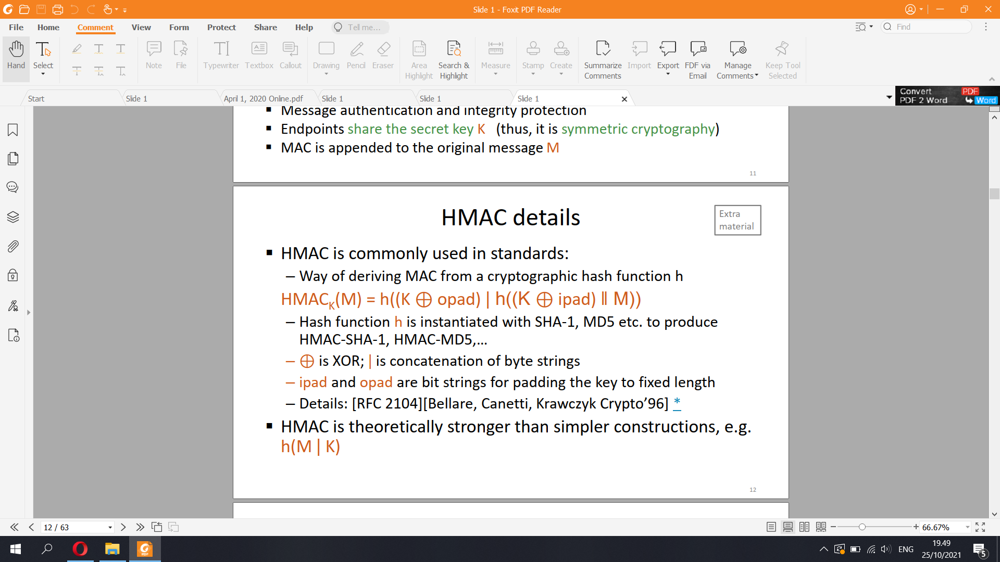 Slide 1 - Foxit PDF Reader
File Home Comment View Form Protect Share Help Tell me... Find
Hand Select Note File Typewriter Textbox Callout Drawing Pencil Eraser Area Highlight Search & Highlight Measure Stamp Create Summarize Comments Import Export FDF via Email Manage Comments Keep Tool Selected
Start Slide 1 April 1, 2020 Online.pdf Slide 1 Slide 1 Slide 1
Convert PDF
PDF 2 Word Word
▪ Message authentication and integrity protection
▪ Endpoints share the secret key K (thus, it is symmetric cryptography)
▪ MAC is appended to the original message M
11
HMAC details
Extra
material
▪ HMAC is commonly used in standards:
– Way of deriving MAC from a cryptographic hash function h
HMACK(M) = h((K ⊕ opad) | h((K ⊕ ipad) ‖ M))
– Hash function h is instantiated with SHA-1, MD5 etc. to produce
HMAC-SHA-1, HMAC-MD5,...
– ⊕ is XOR; | is concatenation of byte strings
– ipad and opad are bit strings for padding the key to fixed length
– Details: [RFC 2104][Bellare, Canetti, Krawczyk Crypto’96] *
▪ HMAC is theoretically stronger than simpler constructions, e.g.
h(M | K)
12
12 / 63 66.67%
PDF
ENG
19.49
25/10/2021
5